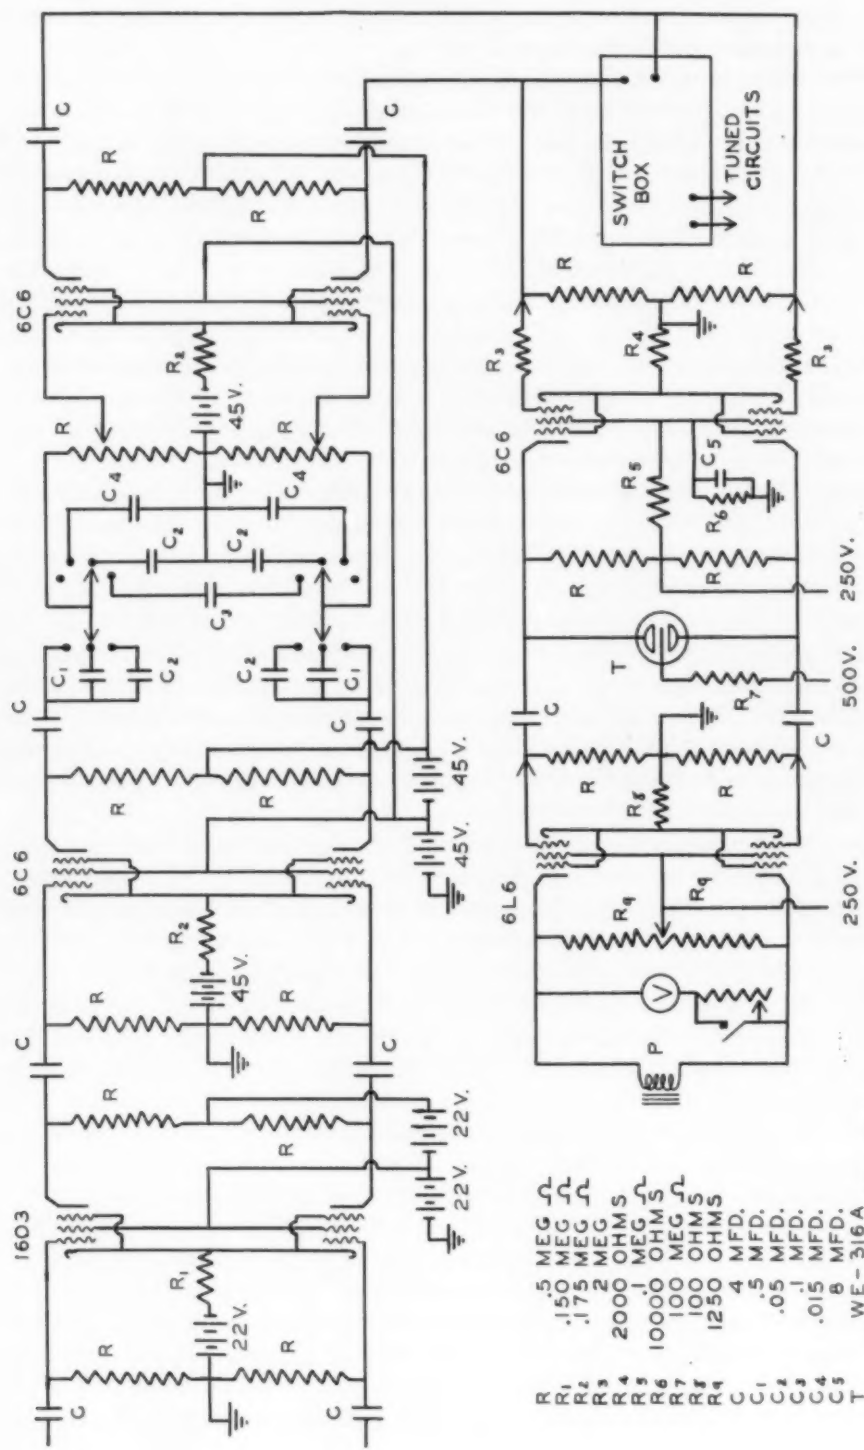 1603
6C6
6C6
C
R
R
22V.
R₁
R
R
C
C
22V.
22V.
R
R
45V.
R₂
R
R
C
C
45V.
45V.
C₁
C₂
C₂
C₁
C₃
C₂
C₂
C₄
C₄
R
R
45V.
R₂
R
R
C
C
6L6
6C6
P
V
R₉
R₉
250V.
R₈
R
R
C
C
T
R₇
500V.
R
R
250V.
R₅
R₆
C₅
R₃
R₃
R₄
R
R
SWITCH
BOX
TUNED
CIRCUITS
R .5 MEG Ω
R₁ .150 MEG Ω
R₂ .175 MEG Ω
R₃ 2 MEG
R₄ 2000 OHMS
R₅ .1 MEG Ω
R₆ 10000 OHMS
R₇ 100 MEG Ω
R₈ 100 OHMS
R₉ 1250 OHMS
C 4 MFD.
C₁ .5 MFD.
C₂ .05 MFD.
C₃ .1 MFD.
C₄ .015 MFD.
C₅ 8 MFD.
T WE-316A